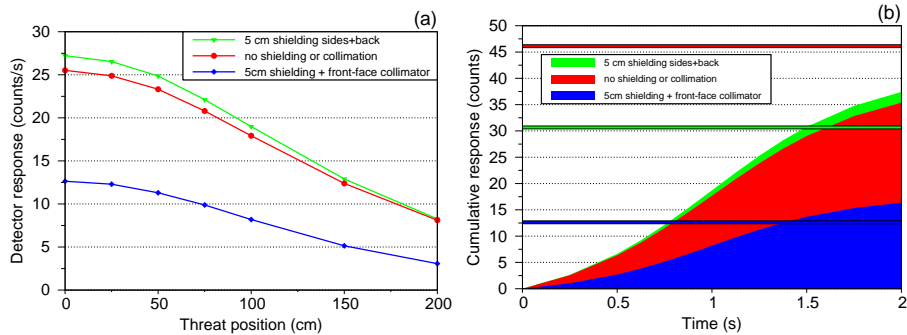 (a)
30
25
20
15
10
5
0
Detector response (counts/s)
5 cm shielding sides+back
no shielding or collimation
5cm shielding + front-face collimator
0 50 100 150 200
Threat position (cm)
(b)
50
45
40
35
30
25
20
15
10
5
0
Cumulative response (counts)
5 cm shielding sides+back
no shielding or collimation
5cm shielding + front-face collimator
0 0.5 1 1.5 2
Time (s)